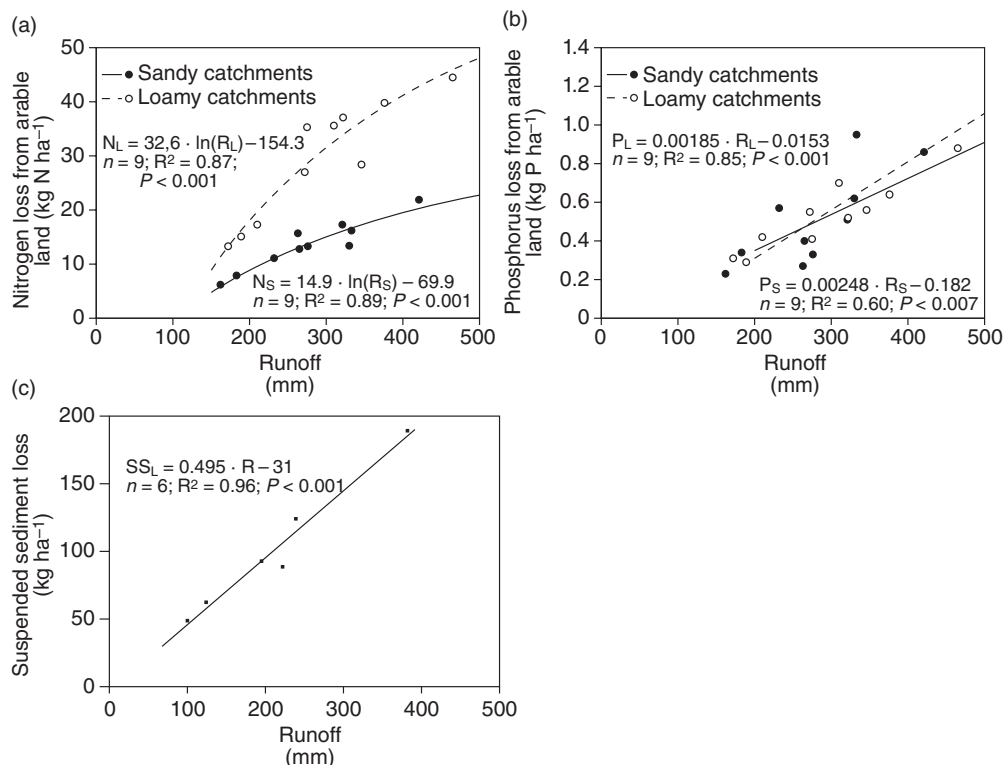 (a)
Nitrogen loss from arable
land (kg N ha⁻¹)
50
40
30
20
10
0
Sandy catchments
Loamy catchments
N_L = 32,6 · ln(R_L) – 154.3
n = 9; R² = 0.87;
P < 0.001
N_S = 14.9 · ln(R_S) – 69.9
n = 9; R² = 0.89; P < 0.001
0 100 200 300 400 500
Runoff
(mm)
(b)
Phosphorus loss from arable
land (kg P ha⁻¹)
1.4
1.2
1.0
0.8
0.6
0.4
0.2
0
Sandy catchments
Loamy catchments
P_L = 0.00185 · R_L – 0.0153
n = 9; R² = 0.85; P < 0.001
P_S = 0.00248 · R_S – 0.182
n = 9; R² = 0.60; P < 0.007
0 100 200 300 400 500
Runoff
(mm)
(c)
Suspended sediment loss
(kg ha⁻¹)
200
150
100
50
0
SS_L = 0.495 · R – 31
n = 6; R² = 0.96; P < 0.001
100 200 300 400 500
Runoff
(mm)